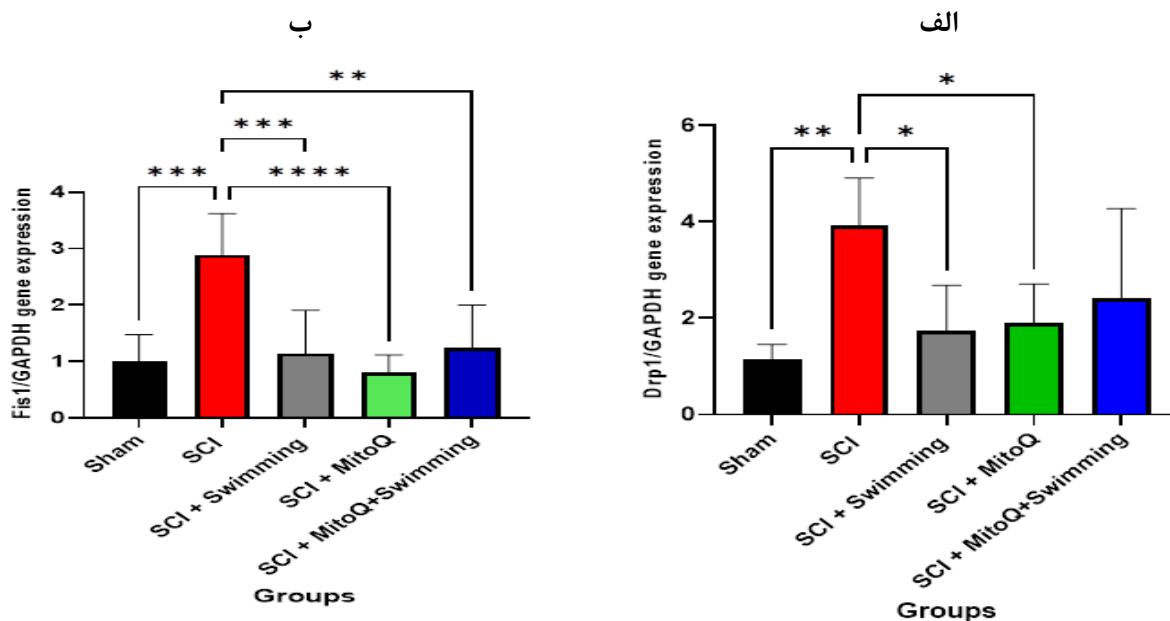 الف
**
*
*
Drp1/GAPDH gene expression
6
4
2
0
Sham
SCI
SCI + Swimming
SCI + MitoQ
SCI + MitoQ+Swimming
Groups
ب
**
***
***
****
Fis1/GAPDH gene expression
4
3
2
1
0
Sham
SCI
SCI + Swimming
SCI + MitoQ
SCI + MitoQ+Swimming
Groups